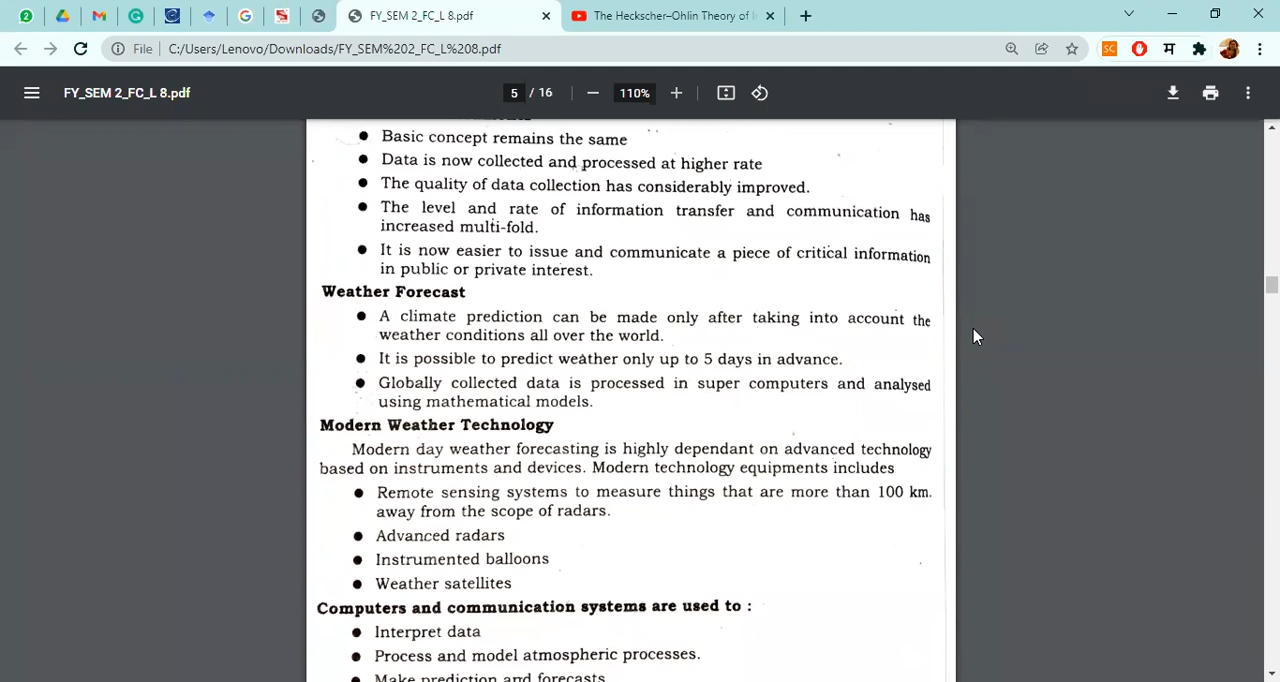 FY_SEM 2_FC_L 8.pdf
The Heckscher–Ohlin Theory of I
File
C:/Users/Lenovo/Downloads/FY_SEM%202_FC_L%208.pdf
FY_SEM 2_FC_L 8.pdf
5 / 16
110%
Basic concept remains the same
Data is now collected and processed at higher rate
The quality of data collection has considerably improved.
The level and rate of information transfer and communication has
increased multi-fold.
It is now easier to issue and communicate a piece of critical information
in public or private interest.
Weather Forecast
A climate prediction can be made only after taking into account the
weather conditions all over the world.
It is possible to predict weather only up to 5 days in advance.
Globally collected data is processed in super computers and analysed
using mathematical models.
Modern Weather Technology
Modern day weather forecasting is highly dependant on advanced technology
based on instruments and devices. Modern technology equipments includes
Remote sensing systems to measure things that are more than 100 km.
away from the scope of radars.
Advanced radars
Instrumented balloons
Weather satellites
Computers and communication systems are used to :
Interpret data
Process and model atmospheric processes.
Make prediction and forecasts